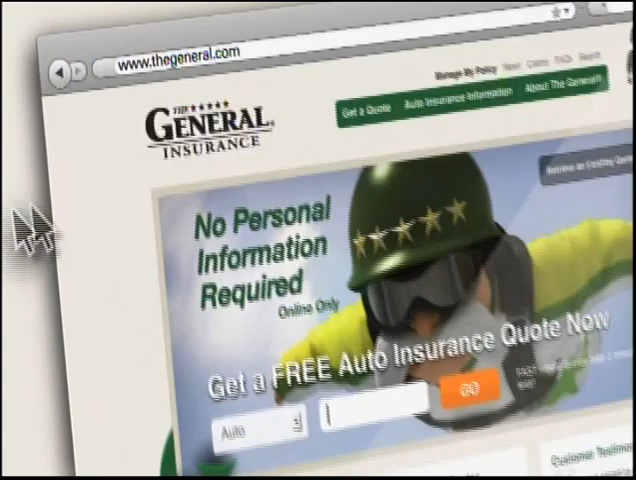 www.thegeneral.com
Manage My Policy News Claims FAQs Search
THE
GENERAL
INSURANCE
Get a Quote Auto Insurance Information About The General®
No Personal
Information
Required
Online Only
Get a FREE Auto Insurance Quote Now
Auto
GO